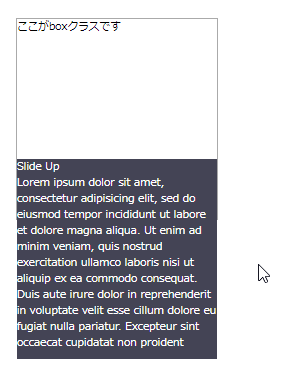 ここがboxクラスです
Slide Up
Lorem ipsum dolor sit amet,
consectetur adipisicing elit, sed do
eiusmod tempor incididunt ut labore
et dolore magna aliqua. Ut enim ad
minim veniam, quis nostrud
exercitation ullamco laboris nisi ut
aliquip ex ea commodo consequat.
Duis aute irure dolor in reprehenderit
in voluptate velit esse cillum dolore eu
fugiat nulla pariatur. Excepteur sint
occaecat cupidatat non proident